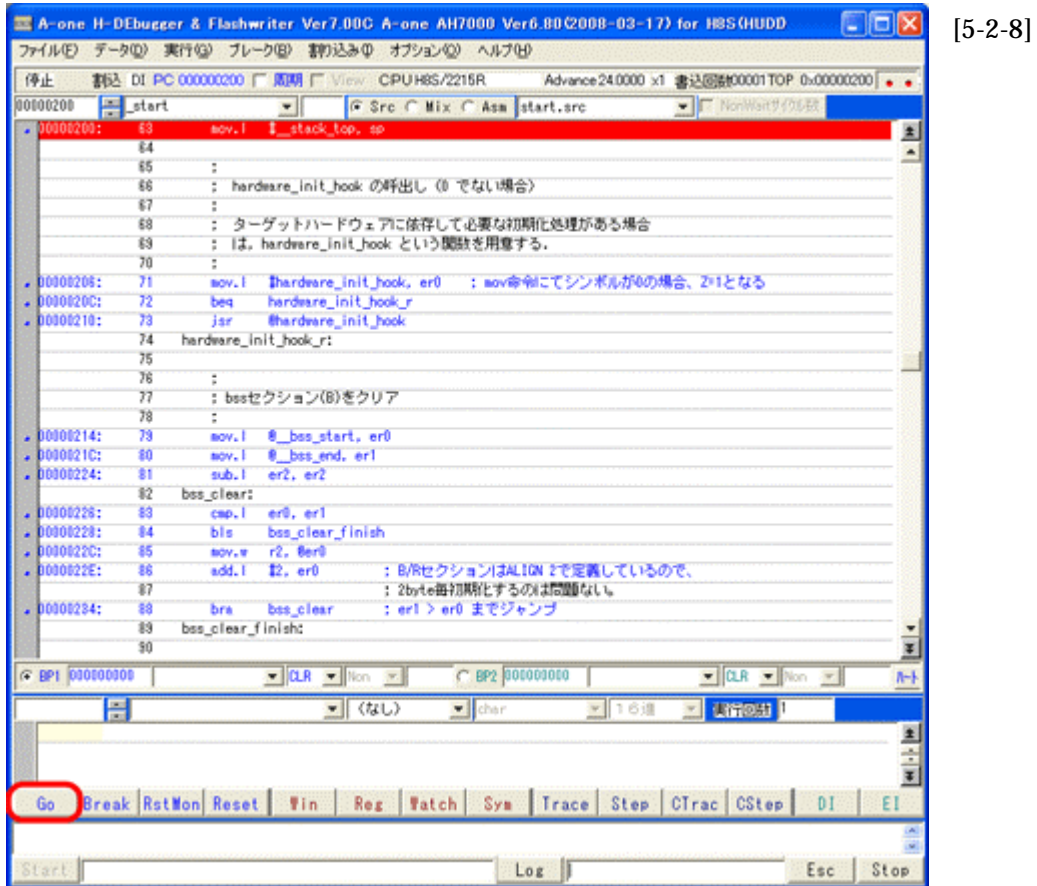 A-one H-DEbugger & Flashwriter Ver7.00C A-one AH7000 Ver6.80(2008-03-17) for H8S(HUDI)
[5-2-8]
ファイル(F) データ(D) 実行(G) ブレーク(B) 割り込み(I) オプション(O) ヘルプ(H)
停止 割込 DI PC 000000200 周期 View CPU H8S/2215R Advance 24.0000 x1 書込回数00001 TOP 0x00000200
00000200 _start Src Mix Asm start.src NonWaitサイクル数
00000200: 63 mov.l #__stack_top, sp
64
65 ;
66 ; hardware_init_hook の呼出し (0 でない場合)
67 ;
68 ; ターゲットハードウェアに依存して必要な初期化処理がある場合
69 ; は, hardware_init_hook という関数を用意する.
70 ;
00000206: 71 mov.l #hardware_init_hook, er0 ; mov命令にてシンボルが0の場合、Z=1となる
0000020C: 72 beq hardware_init_hook_r
00000210: 73 jsr @hardware_init_hook
74 hardware_init_hook_r:
75
76 ;
77 ; bssセクション(B)をクリア
78 ;
00000214: 79 mov.l @__bss_start, er0
0000021C: 80 mov.l @__bss_end, er1
00000224: 81 sub.l er2, er2
82 bss_clear:
00000226: 83 cmp.l er0, er1
00000228: 84 bls bss_clear_finish
0000022C: 85 mov.w r2, @er0
0000022E: 86 add.l #2, er0 ; B/RセクションはALIGN 2で定義しているので、
87 ; 2byte毎初期化するのは問題ない。
00000234: 88 bra bss_clear ; er1 > er0 までジャンプ
89 bss_clear_finish:
90
BP1 000000000 CLR Non BP2 000000000 CLR Non ハート
(なし) char 16進 実行回数 1
Go Break RstMon Reset Win Reg Watch Sym Trace Step CTrac CStep DI EI
Start Log Esc Stop